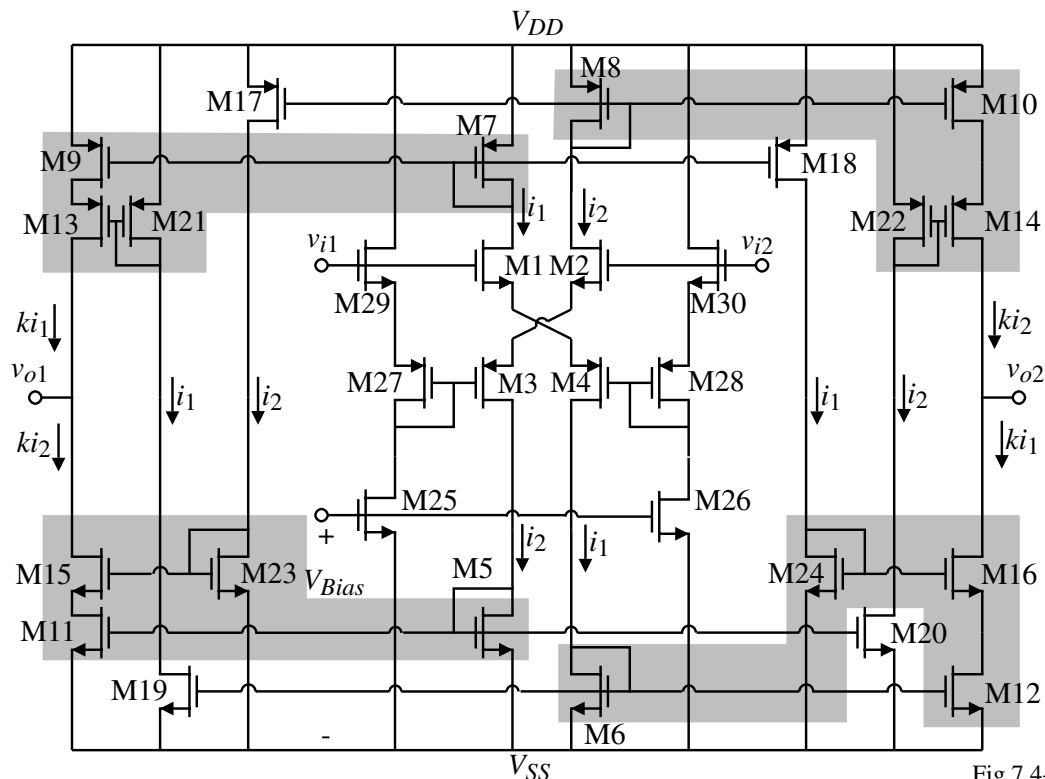 V_DD
M8
M17
M10
M7
M9
M18
M13
M21
i_1
i_2
M22
M14
v_i1
M1
M2
v_i2
M29
M30
ki_1
ki_2
M27
M3
M4
M28
v_o1
v_o2
i_1
i_2
i_1
i_2
ki_2
ki_1
M25
M26
+
i_2
i_1
M15
M23
V_Bias
M5
M24
M16
M11
M20
M19
M12
-
M6
V_SS